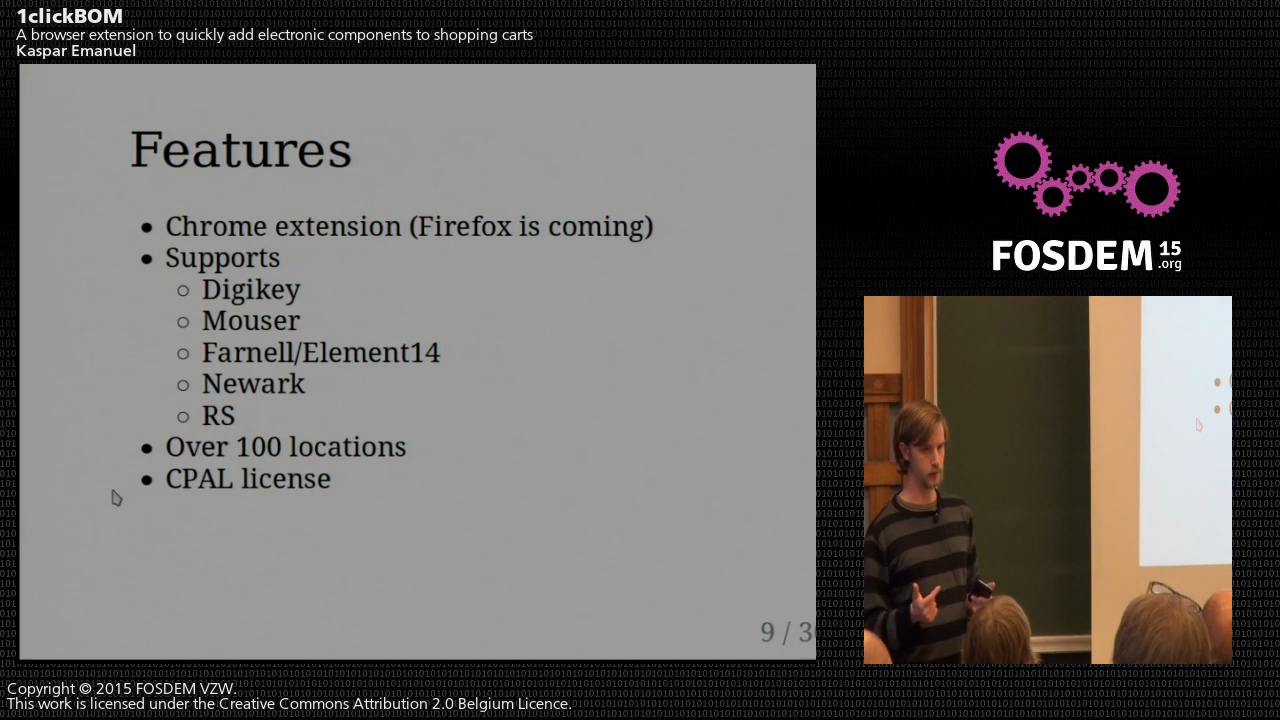 1clickBOM
A browser extension to quickly add electronic components to shopping carts
Kaspar Emanuel
Features
• Chrome extension (Firefox is coming)
• Supports
○ Digikey
○ Mouser
○ Farnell/Element14
○ Newark
○ RS
• Over 100 locations
• CPAL license
9 / 3
FOSDEM 15
.org
Copyright © 2015 FOSDEM VZW.
This work is licensed under the Creative Commons Attribution 2.0 Belgium Licence.